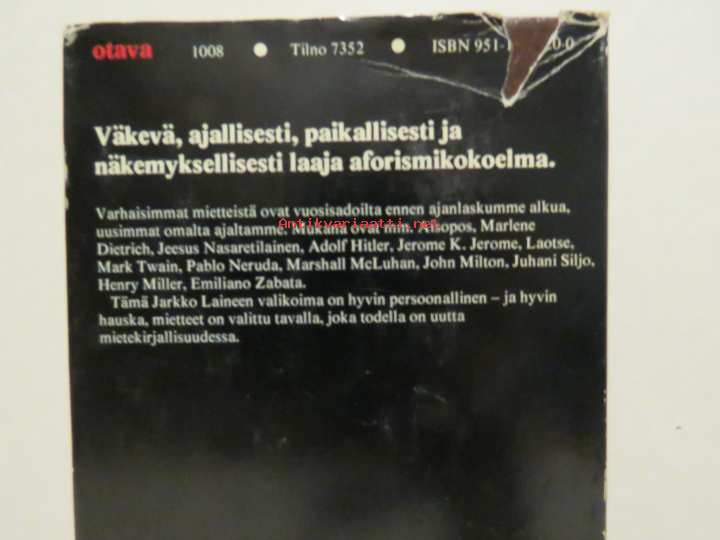 otava 1008 ● Tilno 7352 ● ISBN 951-
Väkevä, ajallisesti, paikallisesti ja
näkemyksellisesti laaja aforismikokoelma.
Varhaisimmat mietteistä ovat vuosisadoilta ennen ajanlaskumme alkua,
uusimmat omalta ajaltamme. Mukana ovat mm. Aisopos, Marlene
Antikvariaatti.net
Dietrich, Jeesus Nasaretilainen, Adolf Hitler, Jerome K. Jerome, Laotse,
Mark Twain, Pablo Neruda, Marshall McLuhan, John Milton, Juhani Siljo,
Henry Miller, Emiliano Zabata.
Tämä Jarkko Laineen valikoima on hyvin persoonallinen – ja hyvin
hauska, mietteet on valittu tavalla, joka todella on uutta
mietekirjallisuudessa.